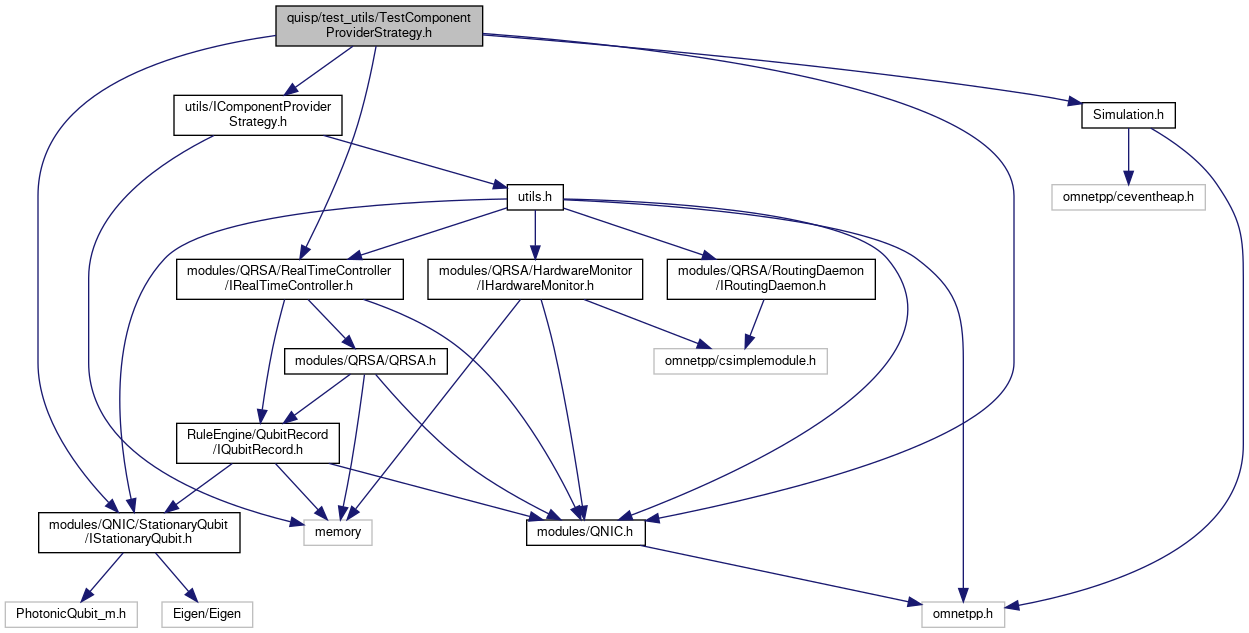 quisp/test_utils/TestComponent
ProviderStrategy.h
utils/IComponentProvider
Strategy.h
Simulation.h
utils.h
omnetpp/ceventheap.h
modules/QRSA/RealTimeController
/IRealTimeController.h
modules/QRSA/HardwareMonitor
/IHardwareMonitor.h
modules/QRSA/RoutingDaemon
/IRoutingDaemon.h
modules/QRSA/QRSA.h
omnetpp/csimplemodule.h
RuleEngine/QubitRecord
/IQubitRecord.h
modules/QNIC/StationaryQubit
/IStationaryQubit.h
memory
modules/QNIC.h
PhotonicQubit_m.h
Eigen/Eigen
omnetpp.h